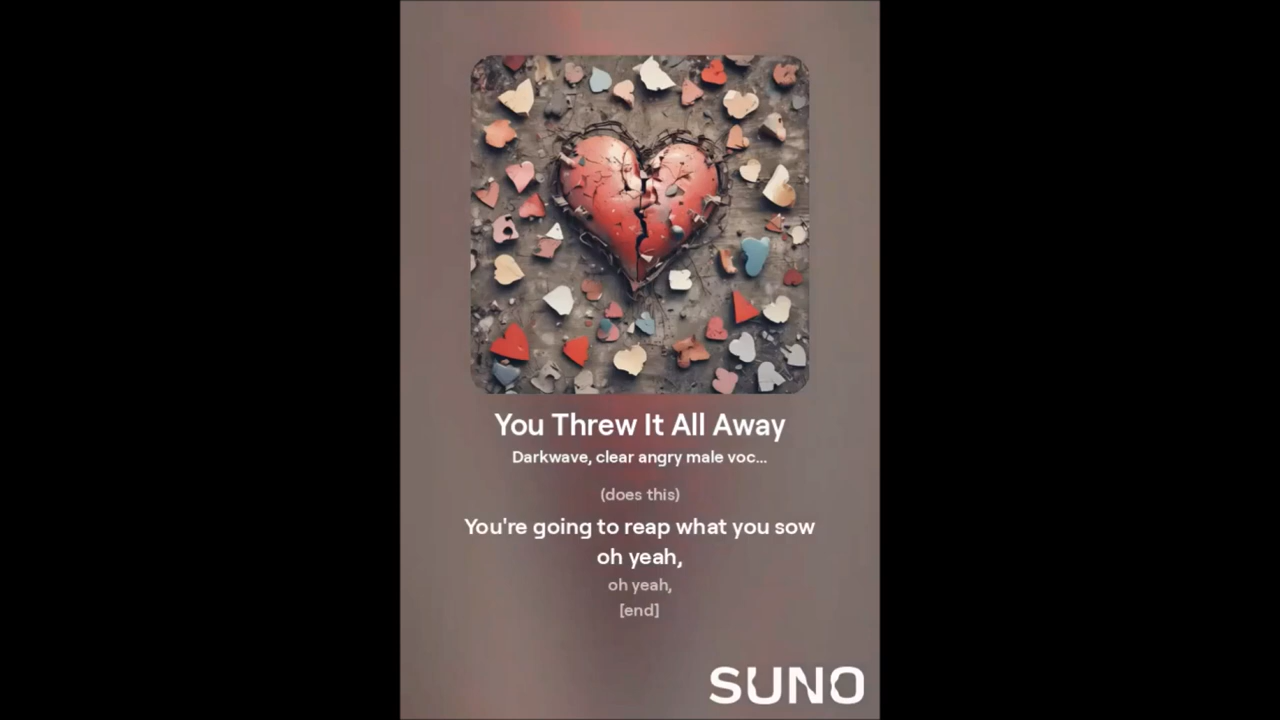 You Threw It All Away
Darkwave, clear angry male voc...
(does this)
You're going to reap what you sow
oh yeah,
oh yeah,
[end]
SUNO